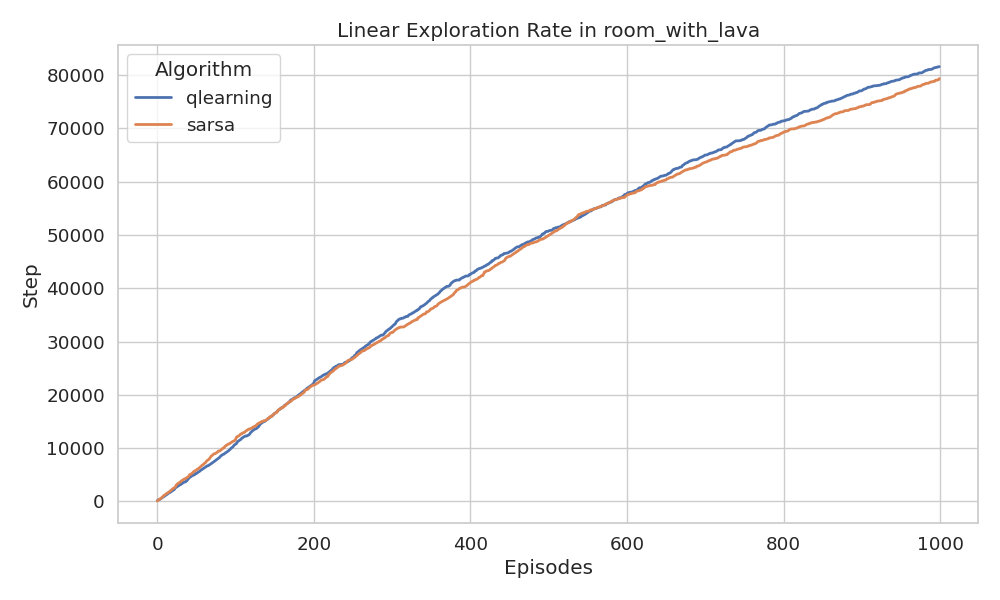 Linear Exploration Rate in room_with_lava
Algorithm
qlearning
sarsa
Step
80000
70000
60000
50000
40000
30000
20000
10000
0
0 200 400 600 800 1000
Episodes